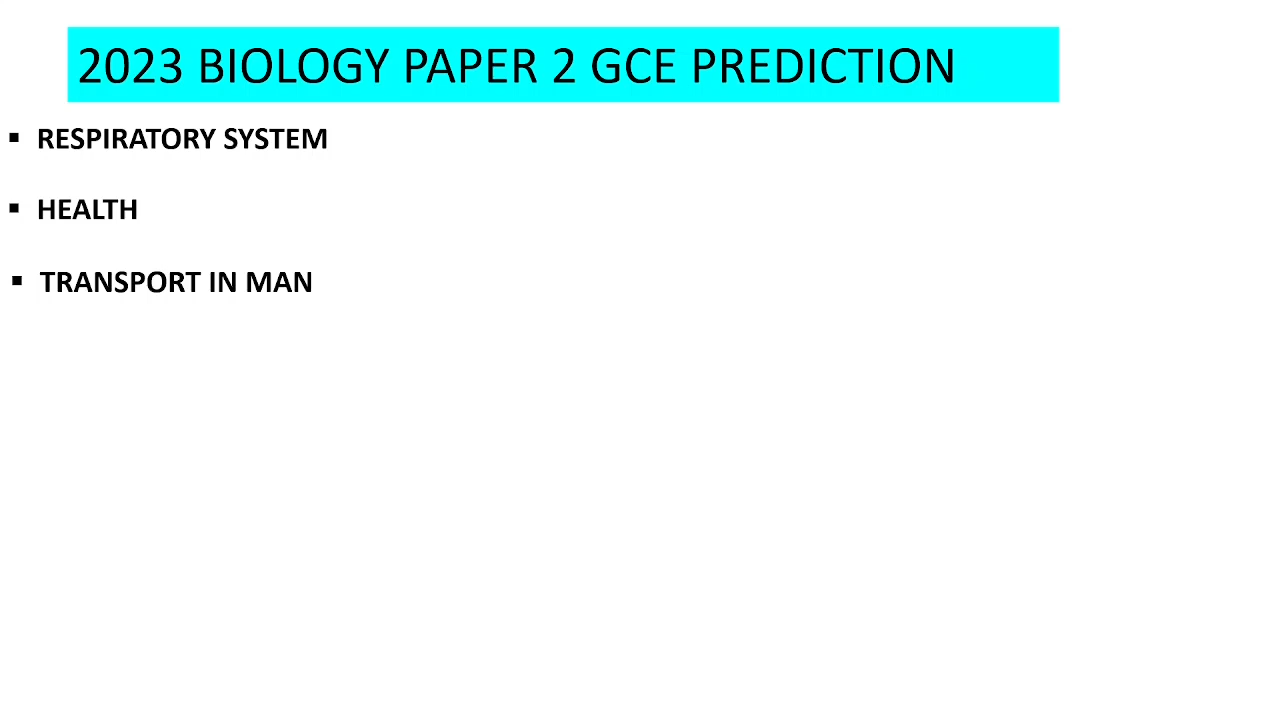 2023 BIOLOGY PAPER 2 GCE PREDICTION
▪ RESPIRATORY SYSTEM
▪ HEALTH
▪ TRANSPORT IN MAN